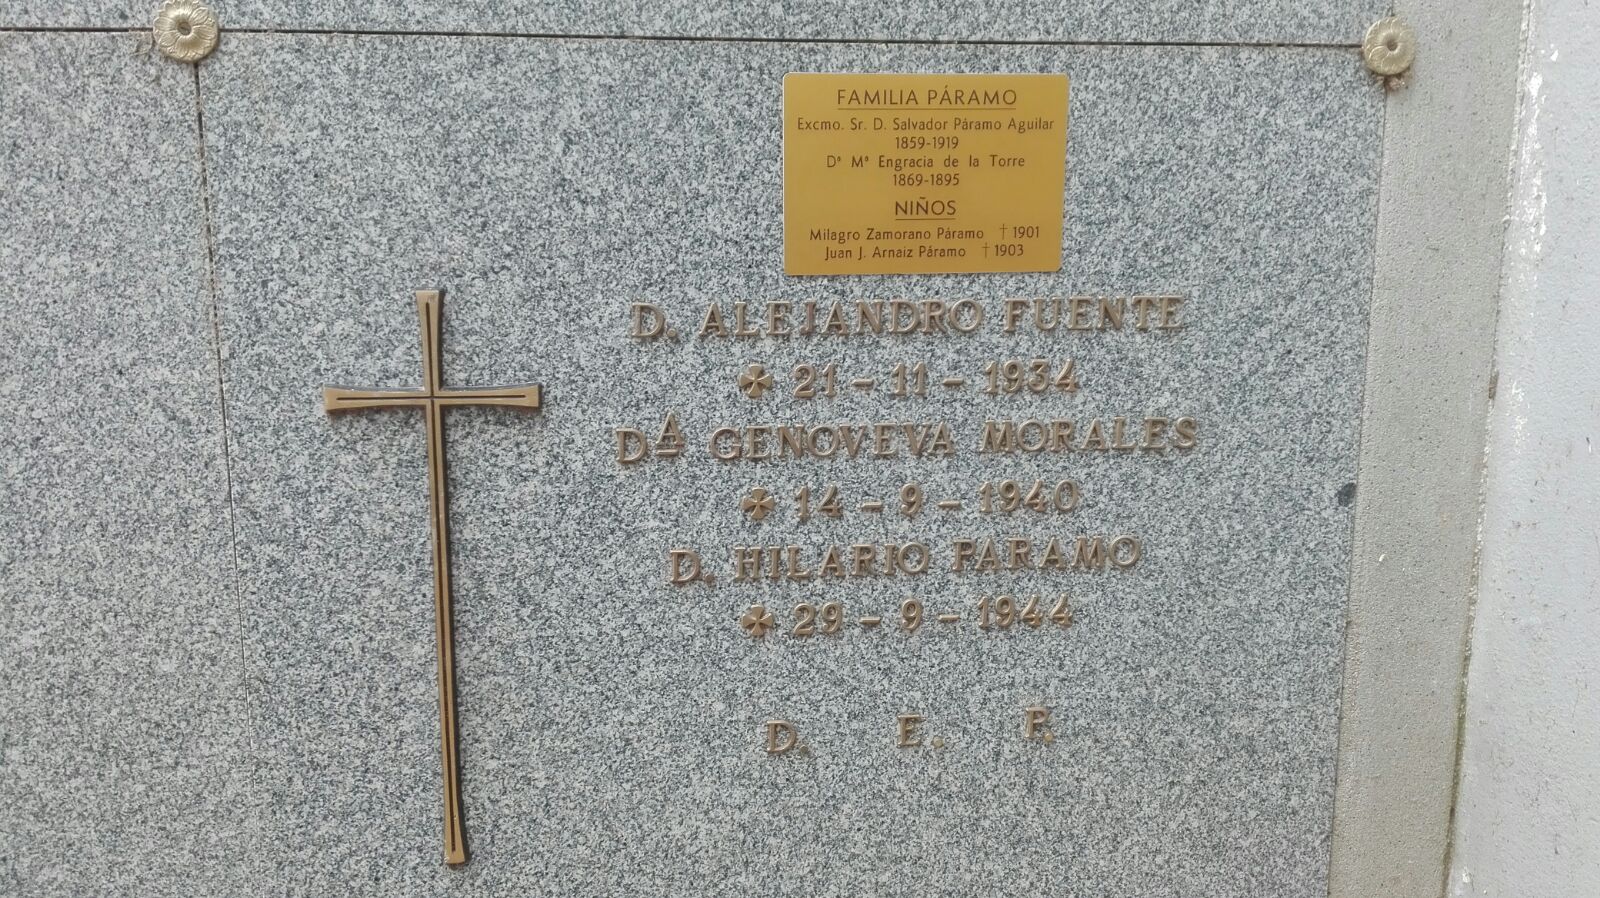 FAMILIA PÁRAMO
Excmo. Sr. D. Salvador Páramo Aguilar
1859-1919
Dª Mª Engracia de la Torre
1869-1895
NIÑOS
Milagro Zamorano Páramo † 1901
Juan J. Arnaiz Páramo † 1903
D. ALEJANDRO FUENTE
✠ 21 - 11 - 1934
Dª GENOVEVA MORALES
✠ 14 - 9 - 1940
D. HILARIO PARAMO
✠ 29 - 9 - 1944
D. E. P.